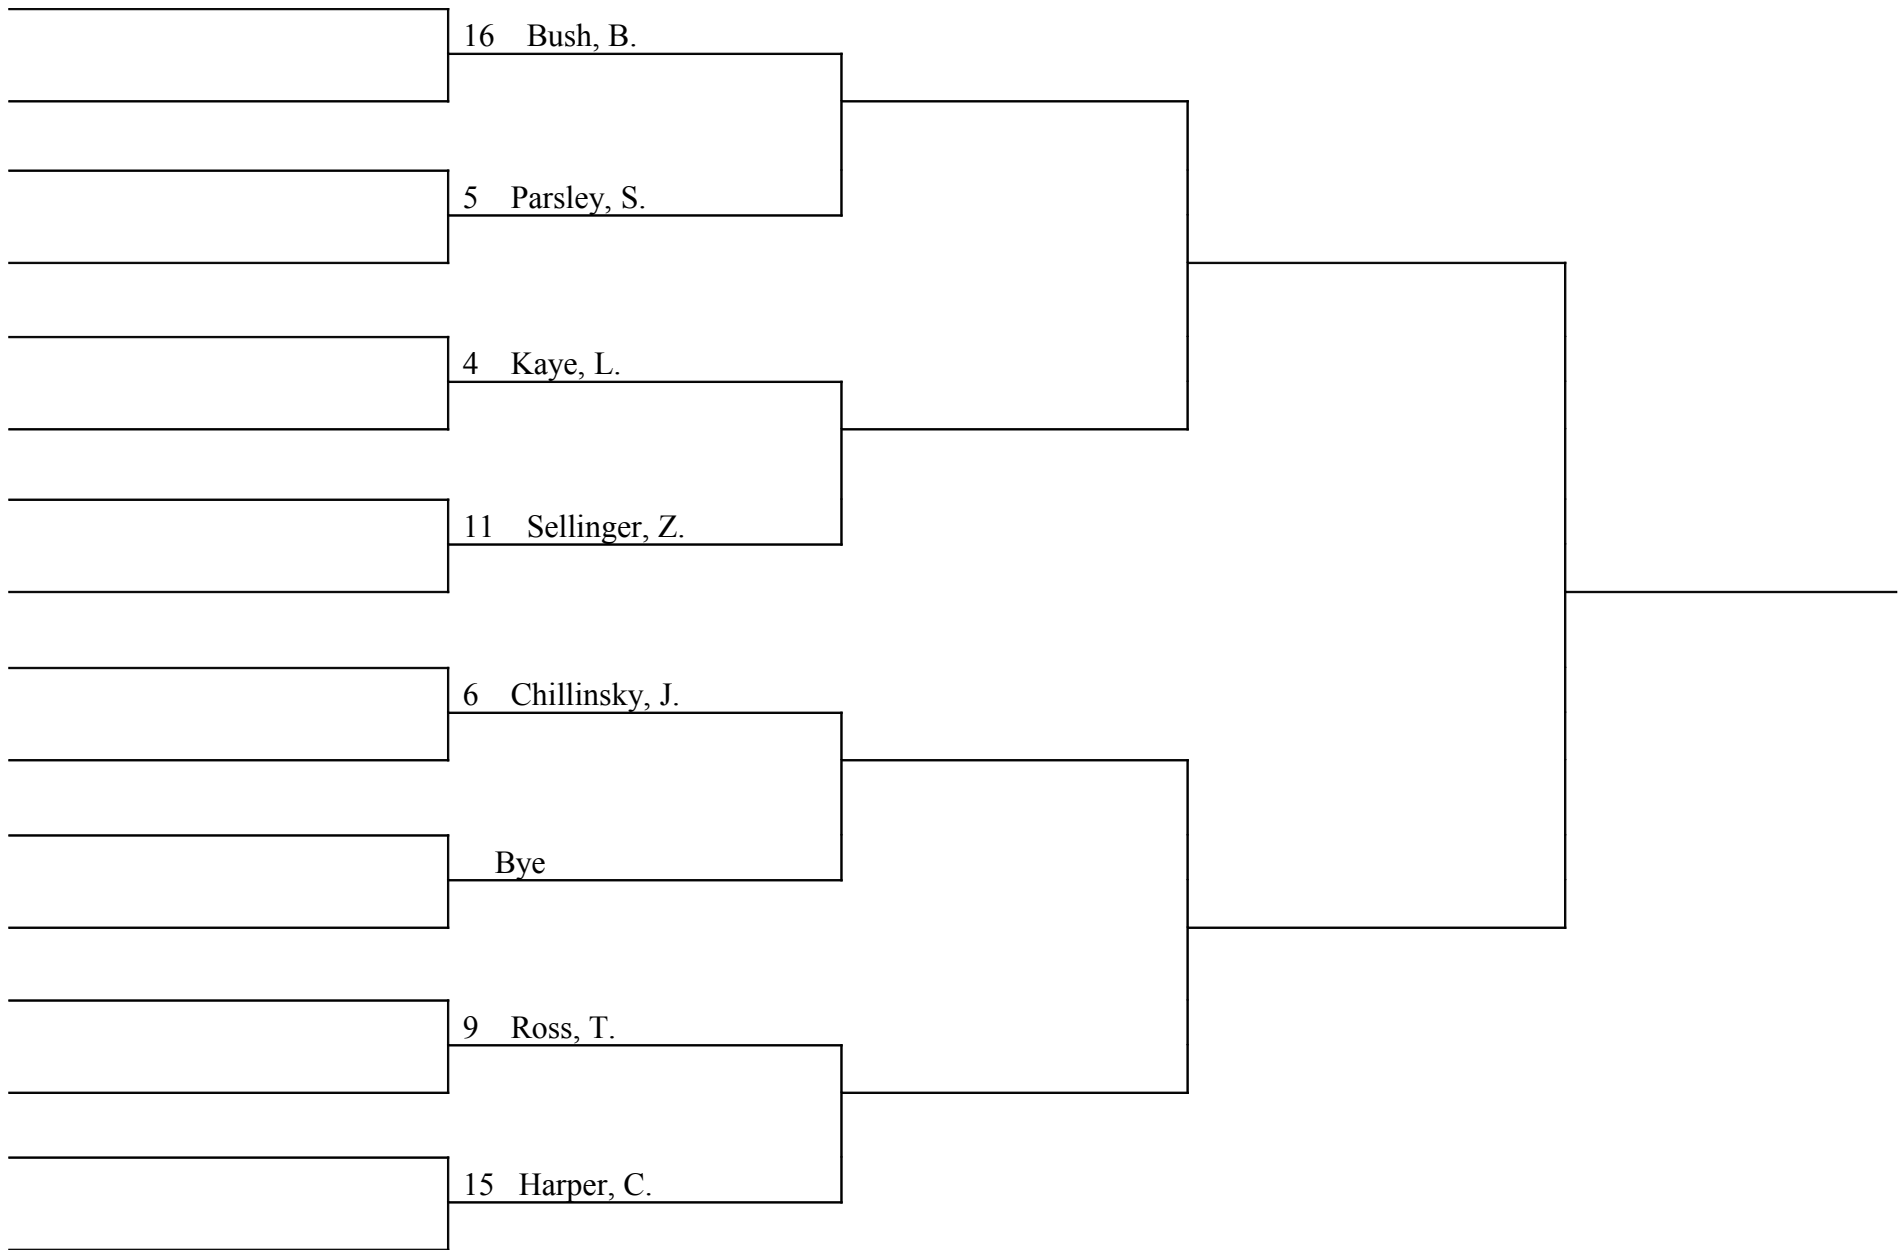 16 Bush, B.
5 Parsley, S.
4 Kaye, L.
11 Sellinger, Z.
6 Chillinsky, J.
Bye
9 Ross, T.
15 Harper, C.